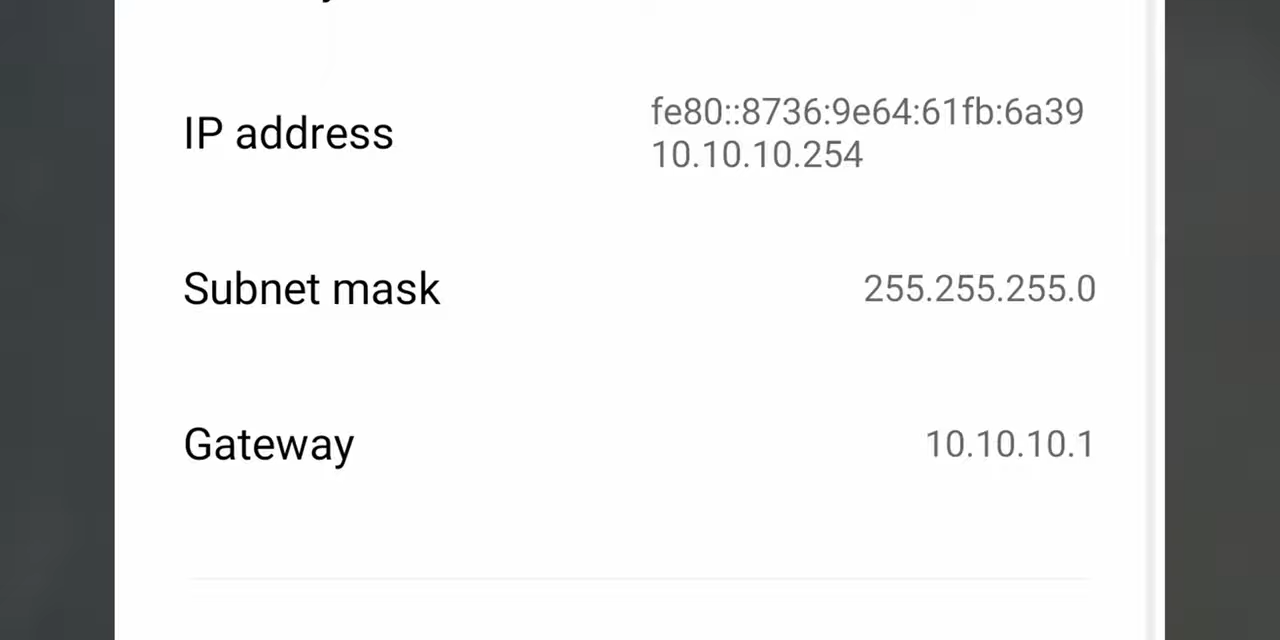 IP address
fe80::8736:9e64:61fb:6a39
10.10.10.254
Subnet mask
255.255.255.0
Gateway
10.10.10.1